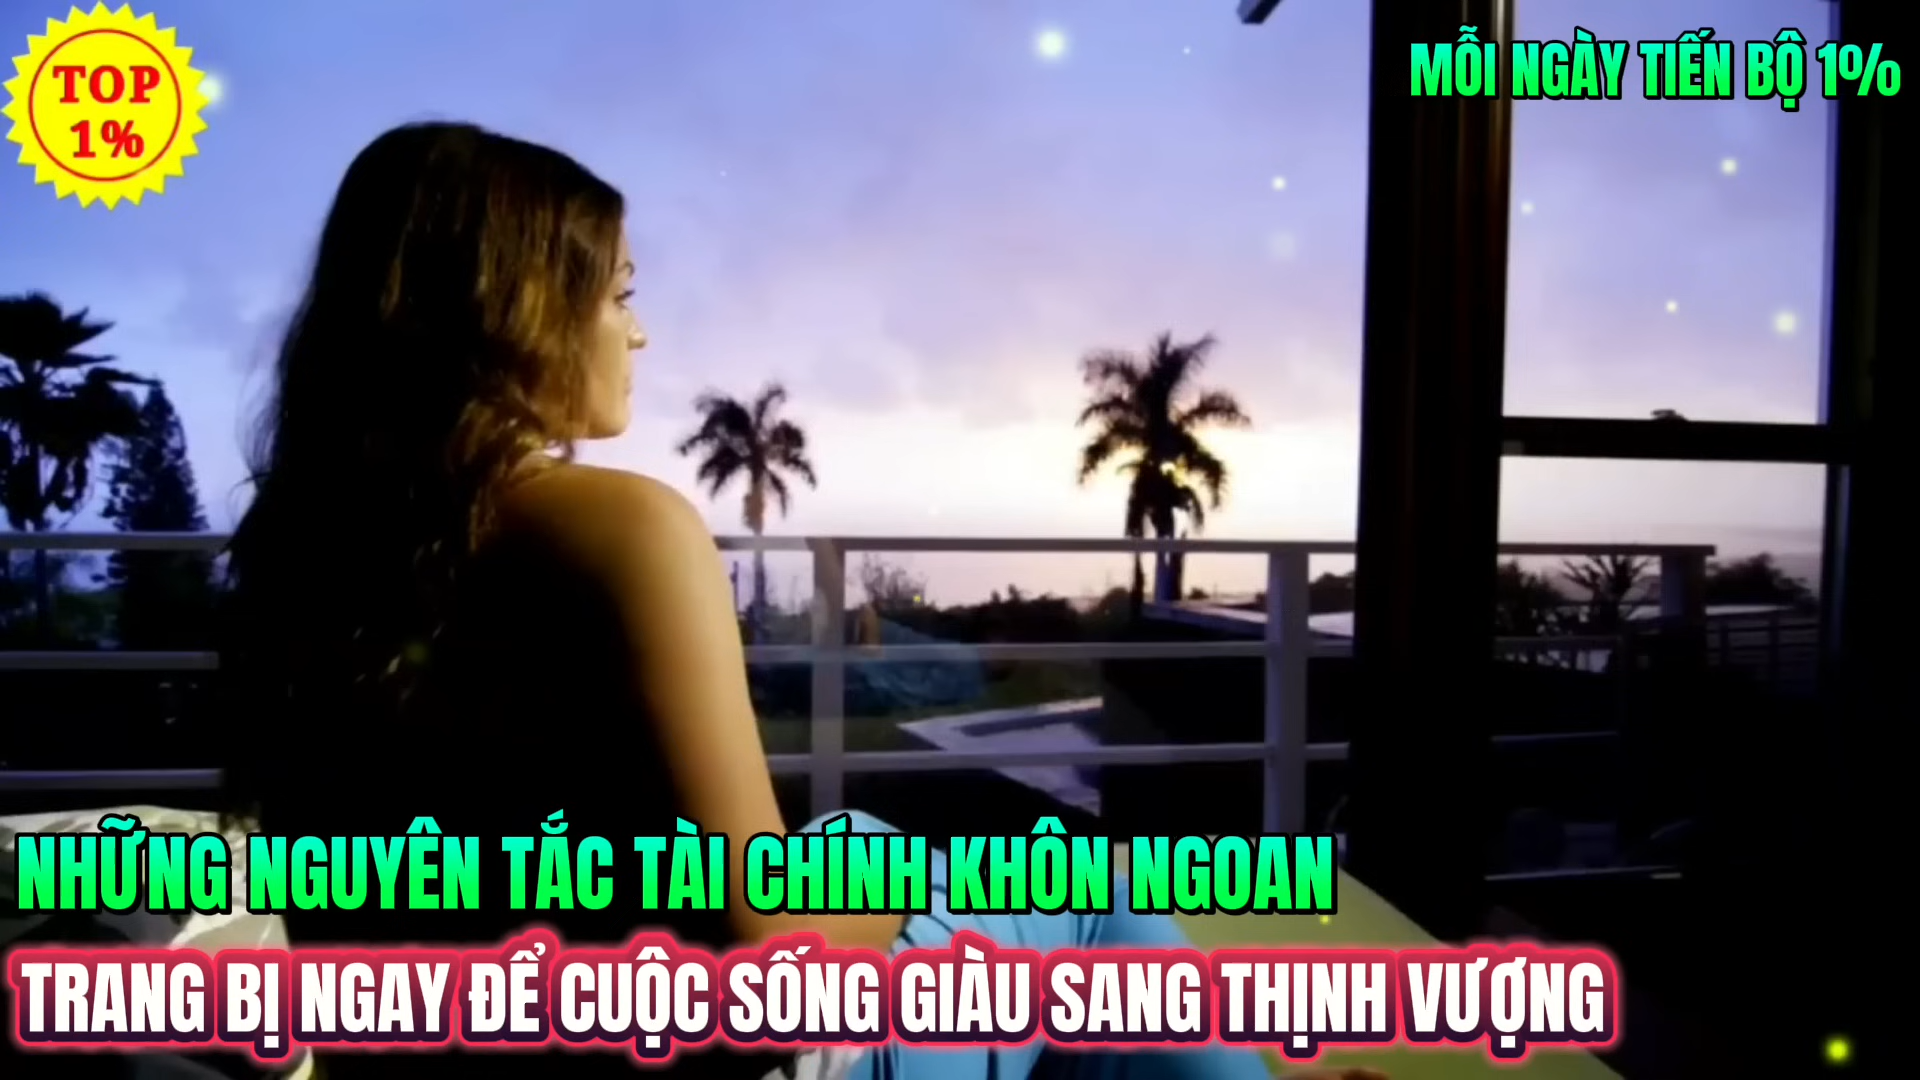 TOP
1%
MỖI NGÀY TIẾN BỘ 1%
NHỮNG NGUYÊN TẮC TÀI CHÍNH KHÔN NGOAN
TRANG BỊ NGAY ĐỂ CUỘC SỐNG GIÀU SANG THỊNH VƯỢNG